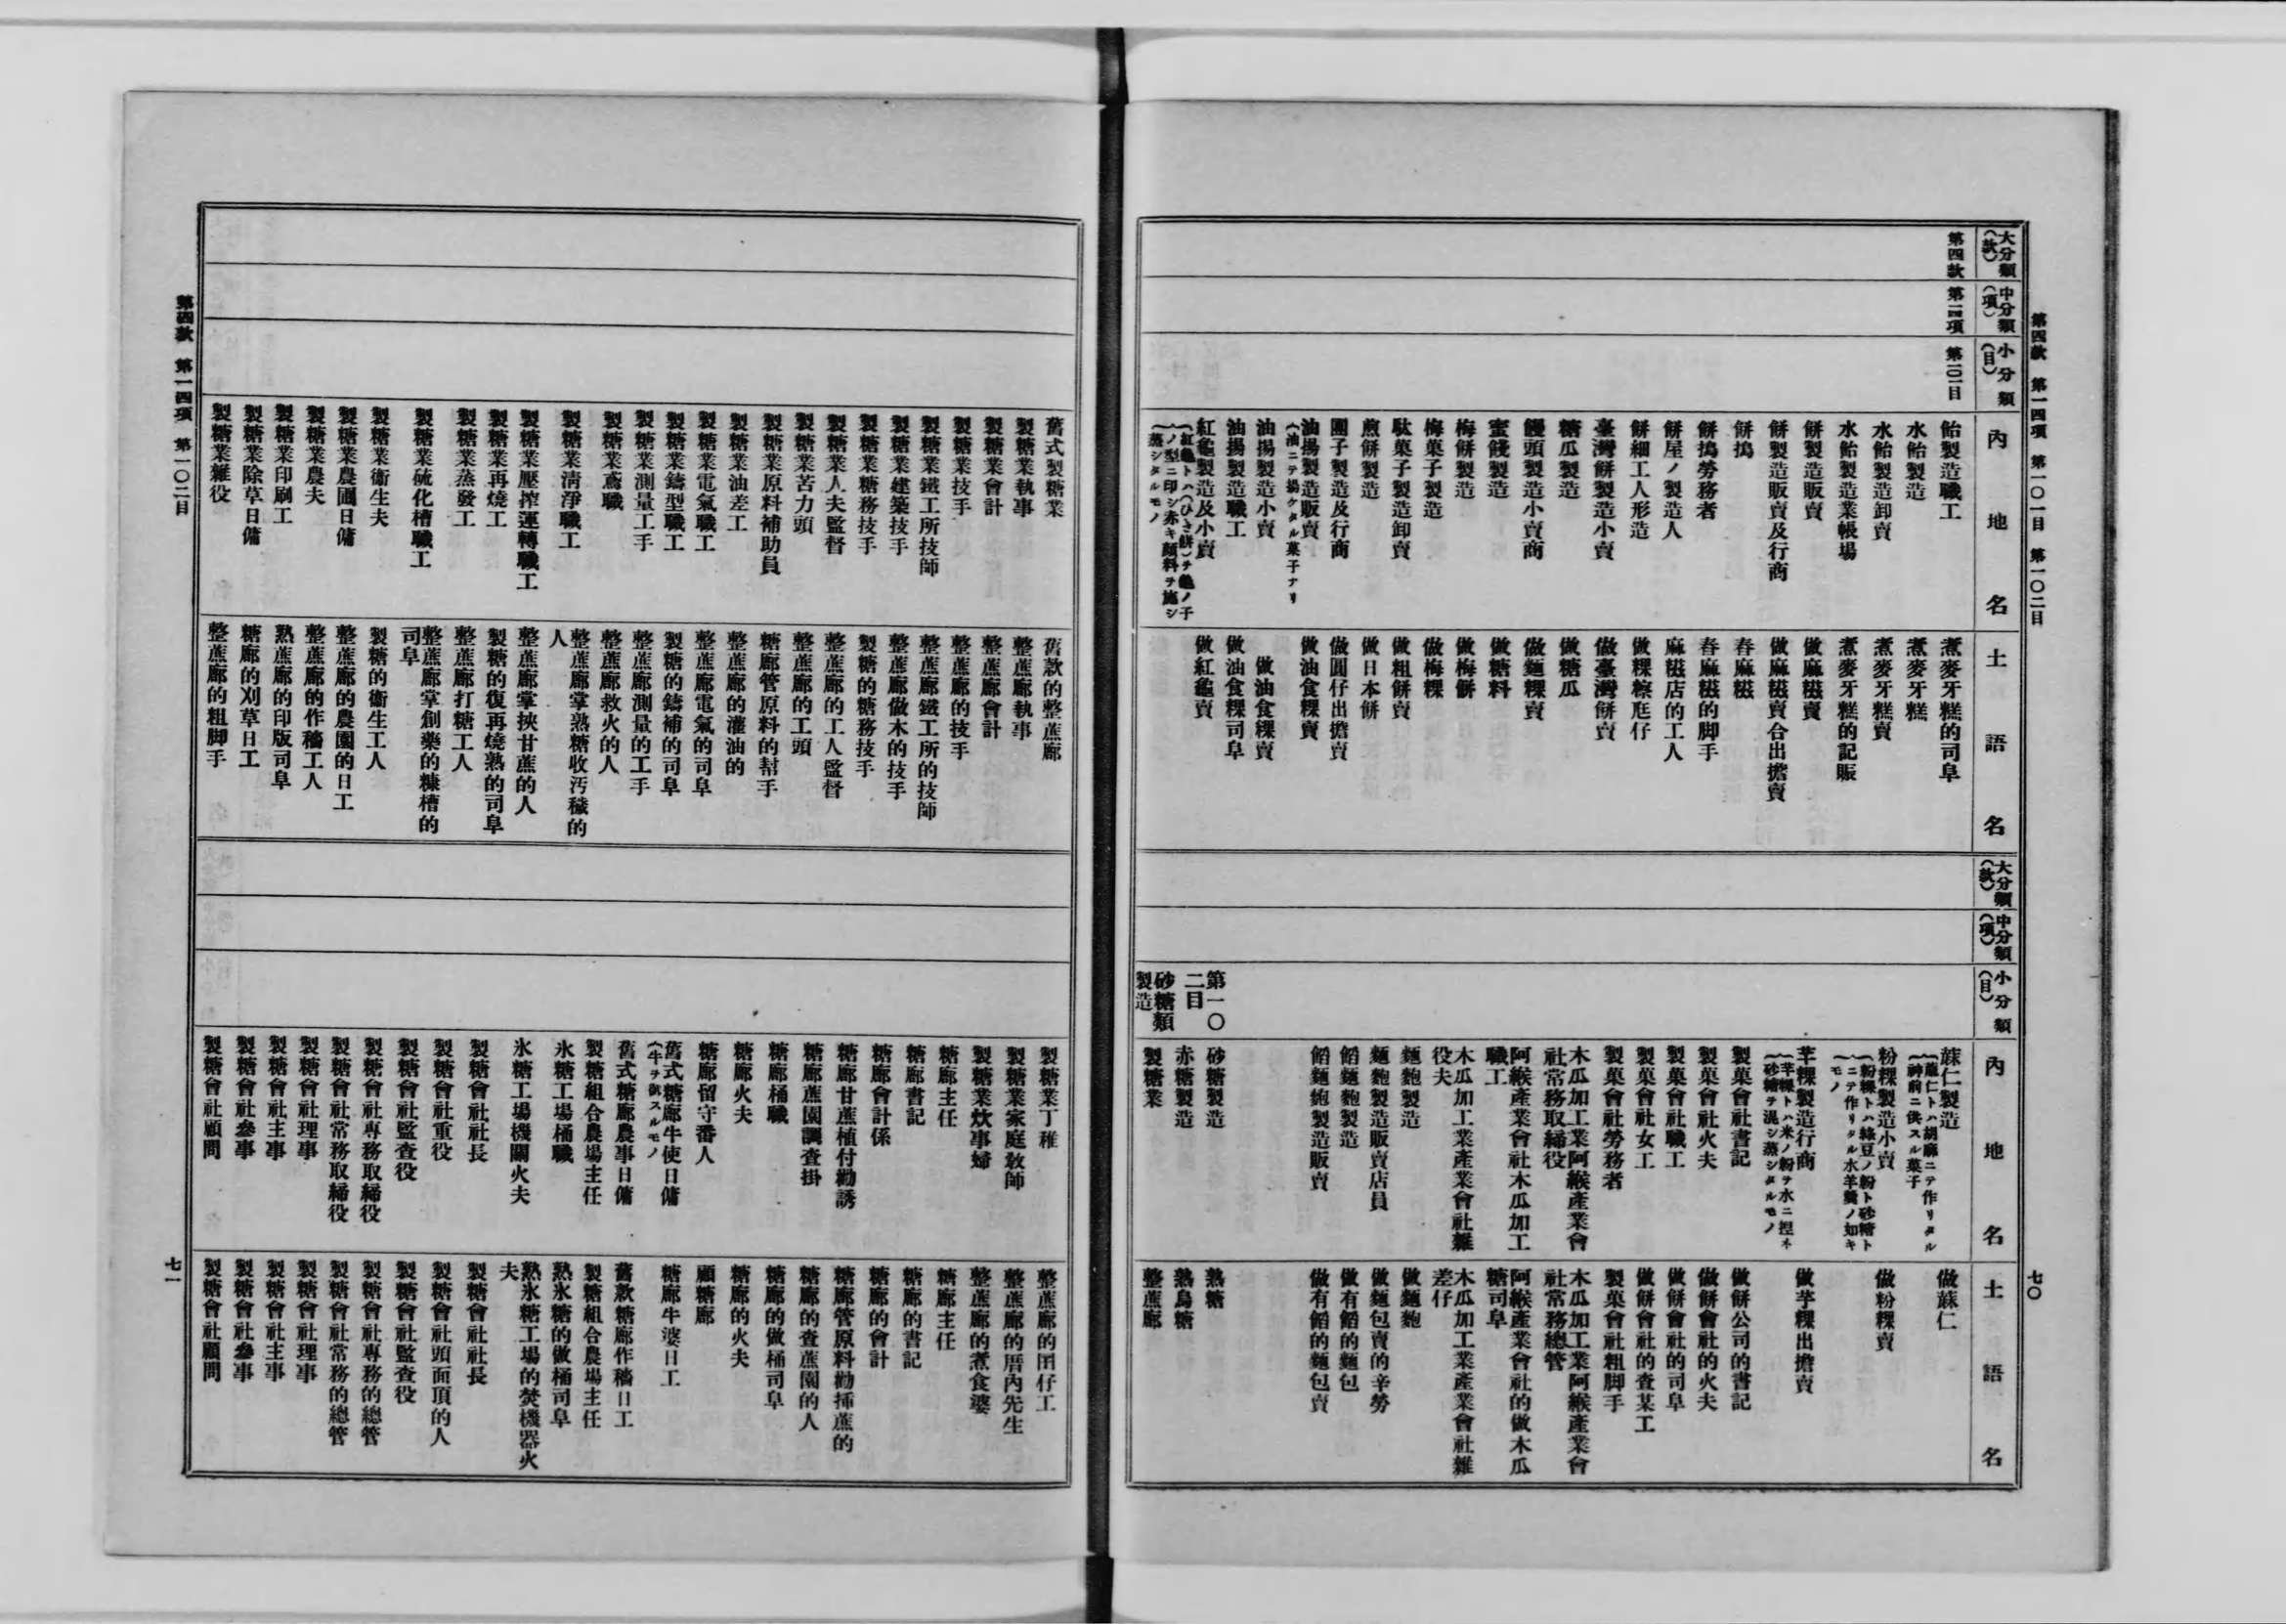 第四款 第一四項 第一〇一目 第一〇二目
七〇
大分類(款)
中分類(項)
小分類(目)
內地名
土語名
第四款
第一四項
第一〇一目
飴製造職工
水飴製造
水飴製造卸賣
水飴製造業帳場
餅製造販賣
餅製造販賣及行商
餅搗
餅搗勞務者
餅屋ノ製造人
餅細工人形造
臺灣餅製造小賣
糖瓜製造
饅頭製造小賣商
蜜餞製造
梅餅製造
梅菓子製造
駄菓子製造卸賣
煎餅製造
團子製造及行商
油揚製造販賣
(油ニテ揚ケタル菓子ナリ
油揚製造小賣
油揚製造職工
紅龜製造及小賣
煮麥牙糕的司阜
煮麥牙糕
煮麥牙糕賣
煮麥牙糕的記賬
做麻糍賣
做麻糍賣合出擔賣
舂麻糍
舂麻糍的脚手
麻糍店的工人
做粿粽尫仔
做臺灣餅賣
做糖瓜
做麵粿賣
做糖料
做梅餅
做梅粿
做粗餅賣
做日本餅
做圓仔出擔賣
做油食粿賣
做油食粿賣
做油食粿司阜
做紅龜賣
大分類(款)
中分類(項)
小分類(目)
內地名
土語名
第一〇二目
砂糖類製造
蔴仁製造
神前ニ供スル菓子
粉粿製造小賣
(粉粿トハ綠豆ノ粉ト砂糖ト
ニテ作リタル水羊羹ノ如キ
モノ
芋粿製造行商
(芋粿トハ米ノ粉ヲ水ニ捏ネ
砂糖ヲ混シ蒸シタルモノ
製菓會社書記
製菓會社火夫
製菓會社職工
製菓會社女工
製菓會社勞務者
木瓜加工業阿緱產業會
社常務取締役
阿緱產業會社木瓜加工
職工
木瓜加工業產業會社雜
役夫
麵麭製造
麵麭製造販賣店員
餡麵麭製造
餡麵麭製造販賣
砂糖製造
赤糖製造
製糖業
做蔴仁
做粉粿賣
做芋粿出擔賣
做餅公司的書記
做餅會社的火夫
做餅會社的司阜
做餅會社的查某工
製菓會社粗脚手
木瓜加工業阿緱產業會
社常務總管
阿緱產業會社的做木瓜
糖司阜
木瓜加工業產業會社雜
差仔
做麵麭
做麵包賣的辛勞
做有餡的麵包
做有餡的麵包賣
熟糖
熟烏糖
整蔗廍
舊式製糖業
製糖業執事
製糖業會計
製糖業技手
製糖業鐵工所技師
製糖業建築技手
製糖業糖務技手
製糖業人夫監督
製糖業苦力頭
製糖業原料補助員
製糖業油差工
製糖業電氣職工
製糖業鑄型職工
製糖業測量工手
製糖業鳶職
製糖業淸淨職工
製糖業壓搾運轉職工
製糖業再燒工
製糖業蒸發工
製糖業硫化槽職工
製糖業衞生夫
製糖業農圃日傭
製糖業農夫
製糖業印刷工
製糖業除草日傭
製糖業雜役
舊款的整蔗廍
整蔗廍執事
整蔗廍會計
整蔗廍的技手
整蔗廍鐵工所的技師
整蔗廍做木的技手
製糖的糖務技手
整蔗廍的工人監督
整蔗廍的工頭
糖廍管原料的幇手
整蔗廍的灌油的
整蔗廍電氣的司阜
製糖的鑄補的司阜
整蔗廍測量的工手
整蔗廍救火的人
整蔗廍掌熟糖收汚穢的
人
整蔗廍掌挾甘蔗的人
製糖的復再燒熟的司阜
整蔗廍打糖工人
整蔗廍掌創藥的糠槽的
司阜
製糖的衞生工人
整蔗廍的農園的日工
整蔗廍的作穡工人
熟蔗廍的印版司阜
糖廍的刈草日工
整蔗廍的粗脚手
製糖業丁稚
製糖業家庭敎師
製糖業炊事婦
糖廍主任
糖廍書記
糖廍會計係
糖廍甘蔗植付勸誘
糖廍蔗園調查掛
糖廍桶職
糖廍火夫
糖廍留守番人
舊式糖廍牛使日傭
舊式糖廍農事日傭
製糖組合農場主任
氷糖工場桶職
氷糖工場機關火夫
製糖會社社長
製糖會社重役
製糖會社監查役
製糖會社專務取締役
製糖會社常務取締役
製糖會社理事
製糖會社主事
製糖會社參事
製糖會社顧問
整蔗廍的囝仔工
整蔗廍的厝內先生
整蔗廍的煮食婆
糖廍主任
糖廍的書記
糖廍的會計
糖廍管原料勸揷蔗的
糖廍的查蔗園的人
糖廍的做桶司阜
糖廍的火夫
顧糖廍
糖廍牛婆日工
舊款糖廍作穡日工
製糖組合農場主任
熟氷糖的做桶司阜
熟氷糖工場的焚機器火
夫
製糖會社社長
製糖會社頭面頂的人
製糖會社監查役
製糖會社專務的總管
製糖會社常務的總管
製糖會社理事
製糖會社主事
製糖會社參事
製糖會社顧問
第四款 第一四項 第一〇二目
七一